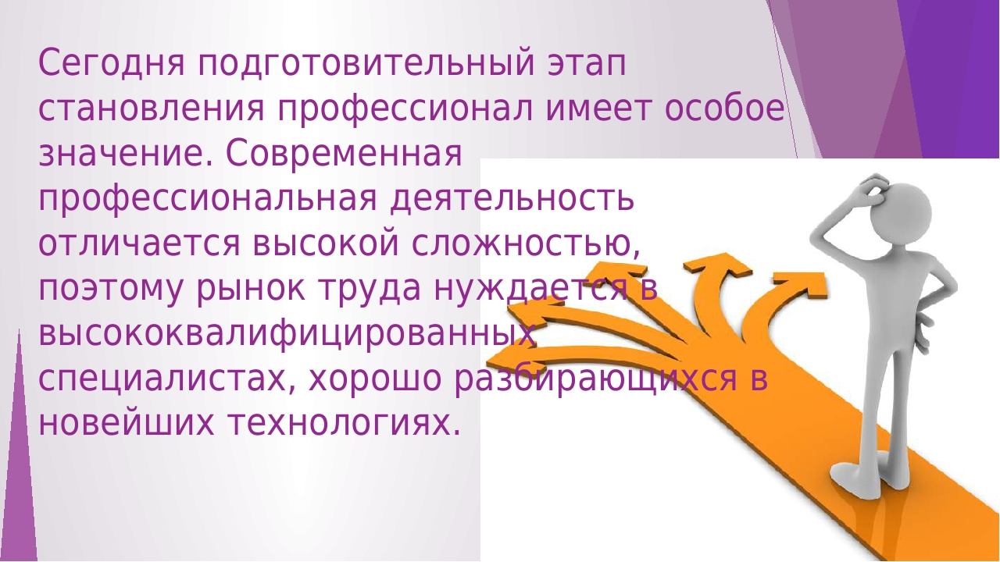 Сегодня подготовительный этап
становления профессионал имеет особое
значение. Современная
профессиональная деятельность
отличается высокой сложностью,
поэтому рынок труда нуждается в
высококвалифицированных
специалистах, хорошо разбирающихся в
новейших технологиях.